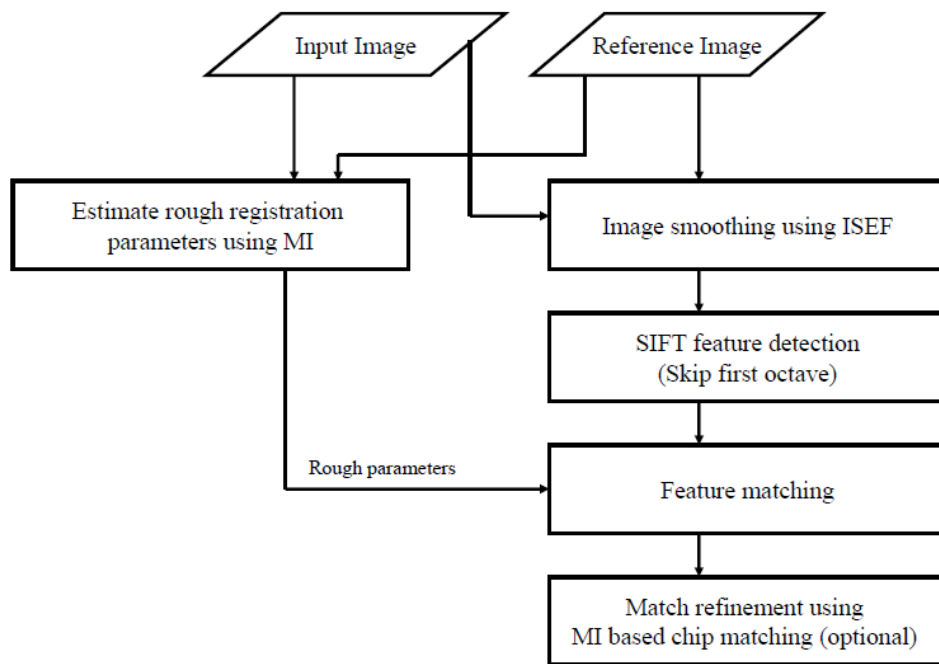 Input Image
Reference Image
Estimate rough registration
parameters using MI
Image smoothing using ISEF
SIFT feature detection
(Skip first octave)
Rough parameters
Feature matching
Match refinement using
MI based chip matching (optional)